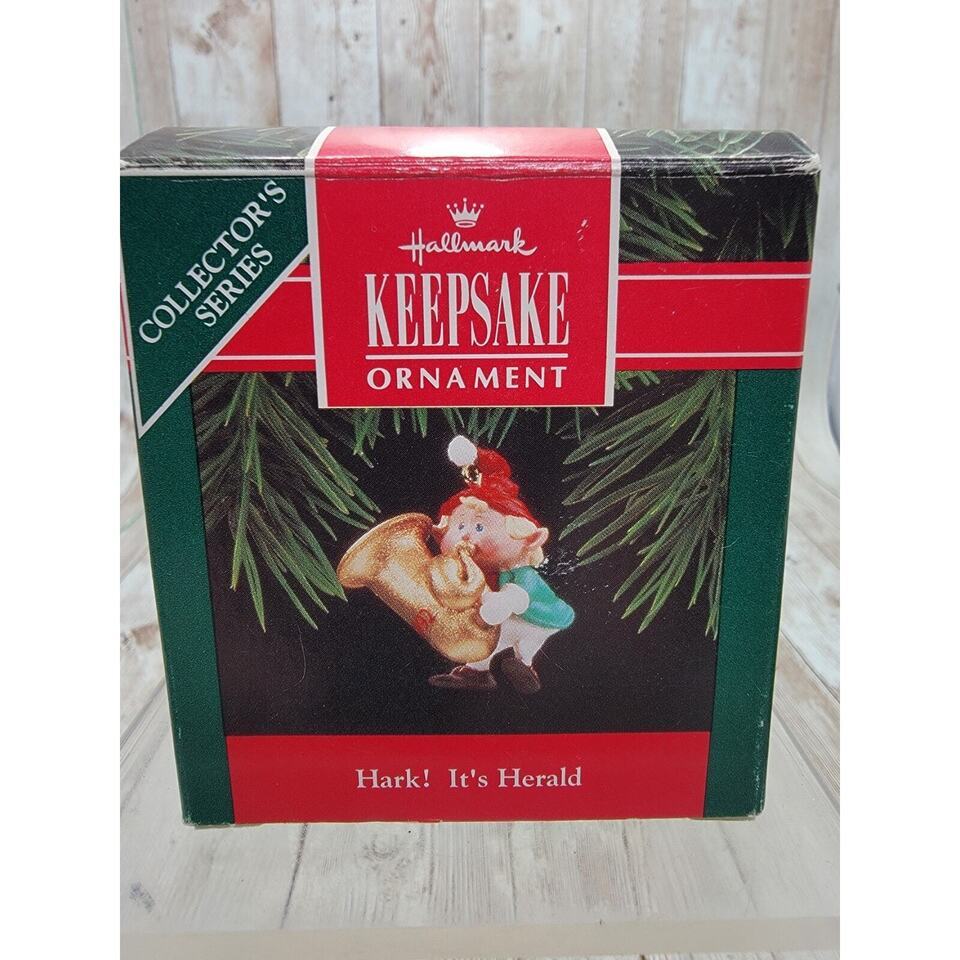 COLLECTOR'S
SERIES
Hallmark
KEEPSAKE
ORNAMENT
Hark! It's Herald